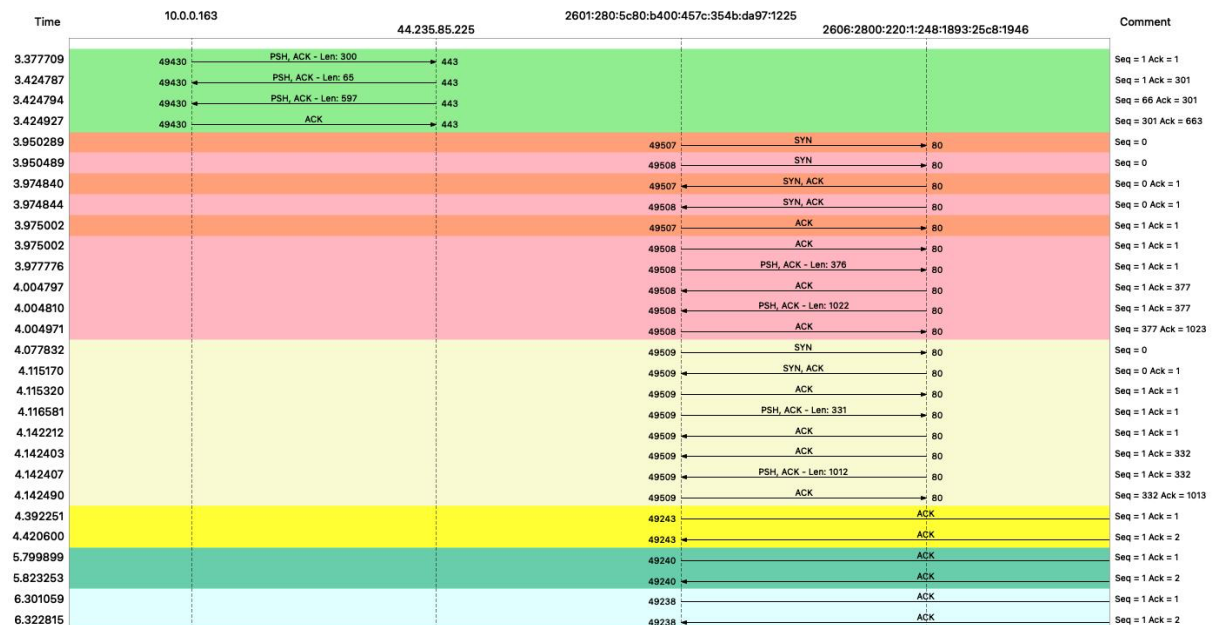 Time 10.0.0.163 44.235.85.225 2601:280:5c80:b400:457c:354b:da97:1225 2606:2800:220:1:248:1893:25c8:1946 Comment
3.377709 49430 PSH, ACK - Len: 300 443 Seq = 1 Ack = 1
3.424787 49430 PSH, ACK - Len: 65 443 Seq = 1 Ack = 301
3.424794 49430 PSH, ACK - Len: 597 443 Seq = 66 Ack = 301
3.424927 49430 ACK 443 Seq = 301 Ack = 663
3.950289 49507 SYN 80 Seq = 0
3.950489 49508 SYN 80 Seq = 0
3.974840 49507 SYN, ACK 80 Seq = 0 Ack = 1
3.974844 49508 SYN, ACK 80 Seq = 0 Ack = 1
3.975002 49507 ACK 80 Seq = 1 Ack = 1
3.975002 49508 ACK 80 Seq = 1 Ack = 1
3.977776 49508 PSH, ACK - Len: 376 80 Seq = 1 Ack = 1
4.004797 49508 ACK 80 Seq = 1 Ack = 377
4.004810 49508 PSH, ACK - Len: 1022 80 Seq = 1 Ack = 377
4.004971 49508 ACK 80 Seq = 377 Ack = 1023
4.077832 49509 SYN 80 Seq = 0
4.115170 49509 SYN, ACK 80 Seq = 0 Ack = 1
4.115320 49509 ACK 80 Seq = 1 Ack = 1
4.116581 49509 PSH, ACK - Len: 331 80 Seq = 1 Ack = 1
4.142212 49509 ACK 80 Seq = 1 Ack = 1
4.142403 49509 ACK 80 Seq = 1 Ack = 332
4.142407 49509 PSH, ACK - Len: 1012 80 Seq = 1 Ack = 332
4.142490 49509 ACK 80 Seq = 332 Ack = 1013
4.392251 49243 ACK Seq = 1 Ack = 1
4.420600 49243 ACK Seq = 1 Ack = 2
5.799899 49240 ACK Seq = 1 Ack = 1
5.823253 49240 ACK Seq = 1 Ack = 2
6.301059 49238 ACK Seq = 1 Ack = 1
6.322815 49238 ACK Seq = 1 Ack = 2